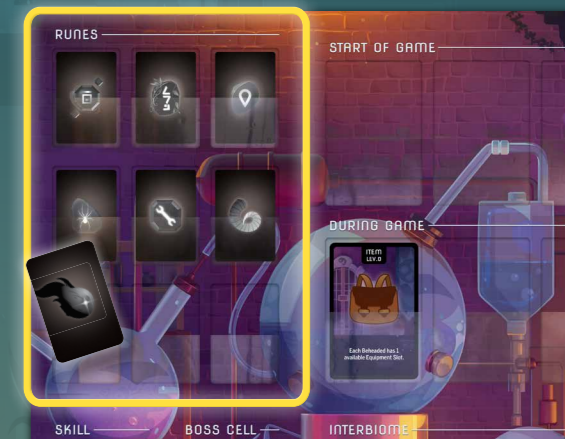 RUNES
START OF GAME
DURING GAME
ITEM
LEV.0
Each Beheaded has 1
available Equipment Slot.
SKILL
BOSS CELL
INTERBIOME